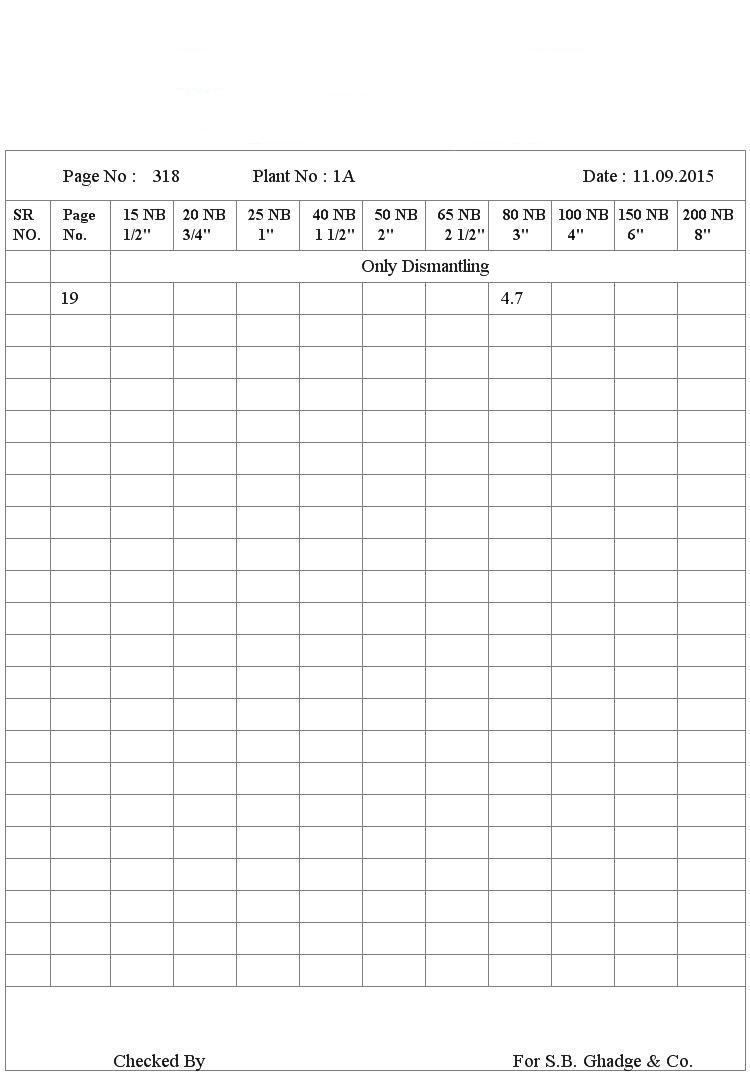 Page No : 318 Plant No : 1A Date : 11.09.2015
SR Page 15 NB 20 NB 25 NB 40 NB 50 NB 65 NB 80 NB 100 NB 150 NB 200 NB
NO. No. 1/2" 3/4" 1" 1 1/2" 2" 2 1/2" 3" 4" 6" 8"
Only Dismantling
19 4.7
Checked By For S.B. Ghadge & Co.